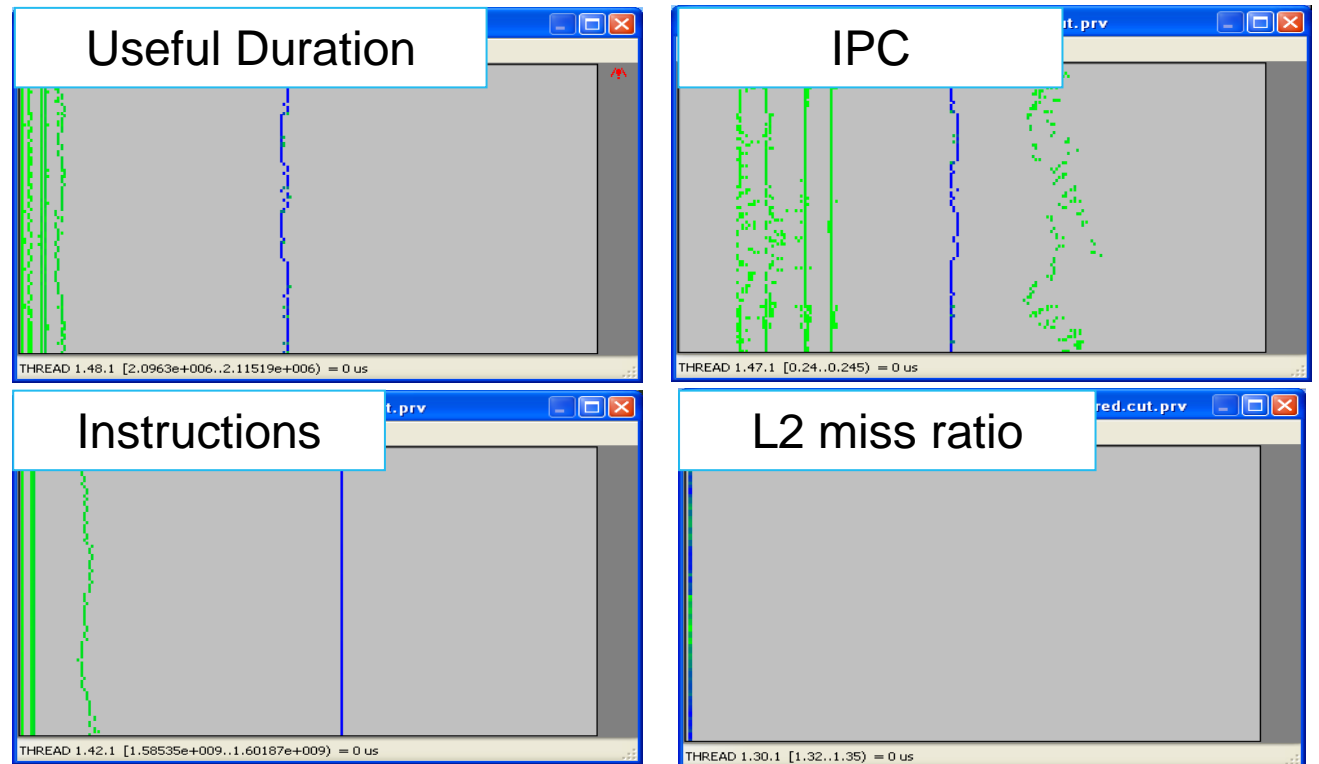 Useful Duration
THREAD 1.48.1 [2.0963e+006..2.11519e+006) = 0 us
IPC
t.prv
THREAD 1.47.1 [0.24..0.245) = 0 us
Instructions
t.prv
THREAD 1.42.1 [1.58535e+009..1.60187e+009) = 0 us
L2 miss ratio
red.cut.prv
THREAD 1.30.1 [1.32..1.35) = 0 us